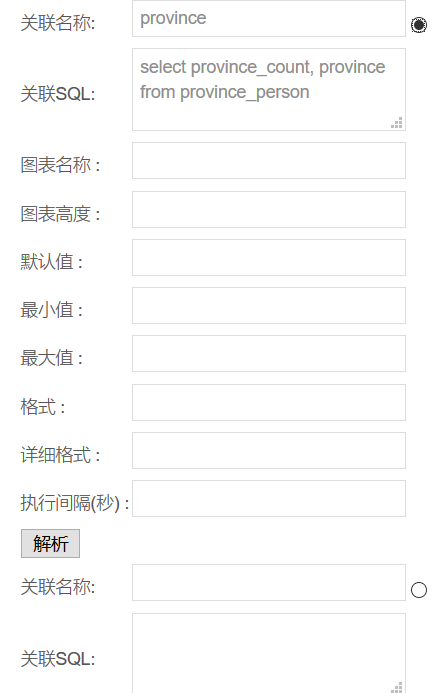 关联名称: province
关联SQL: select province_count, province
from province_person
图表名称 :
图表高度 :
默认值 :
最小值 :
最大值 :
格式 :
详细格式 :
执行间隔(秒) :
解析
关联名称:
关联SQL: